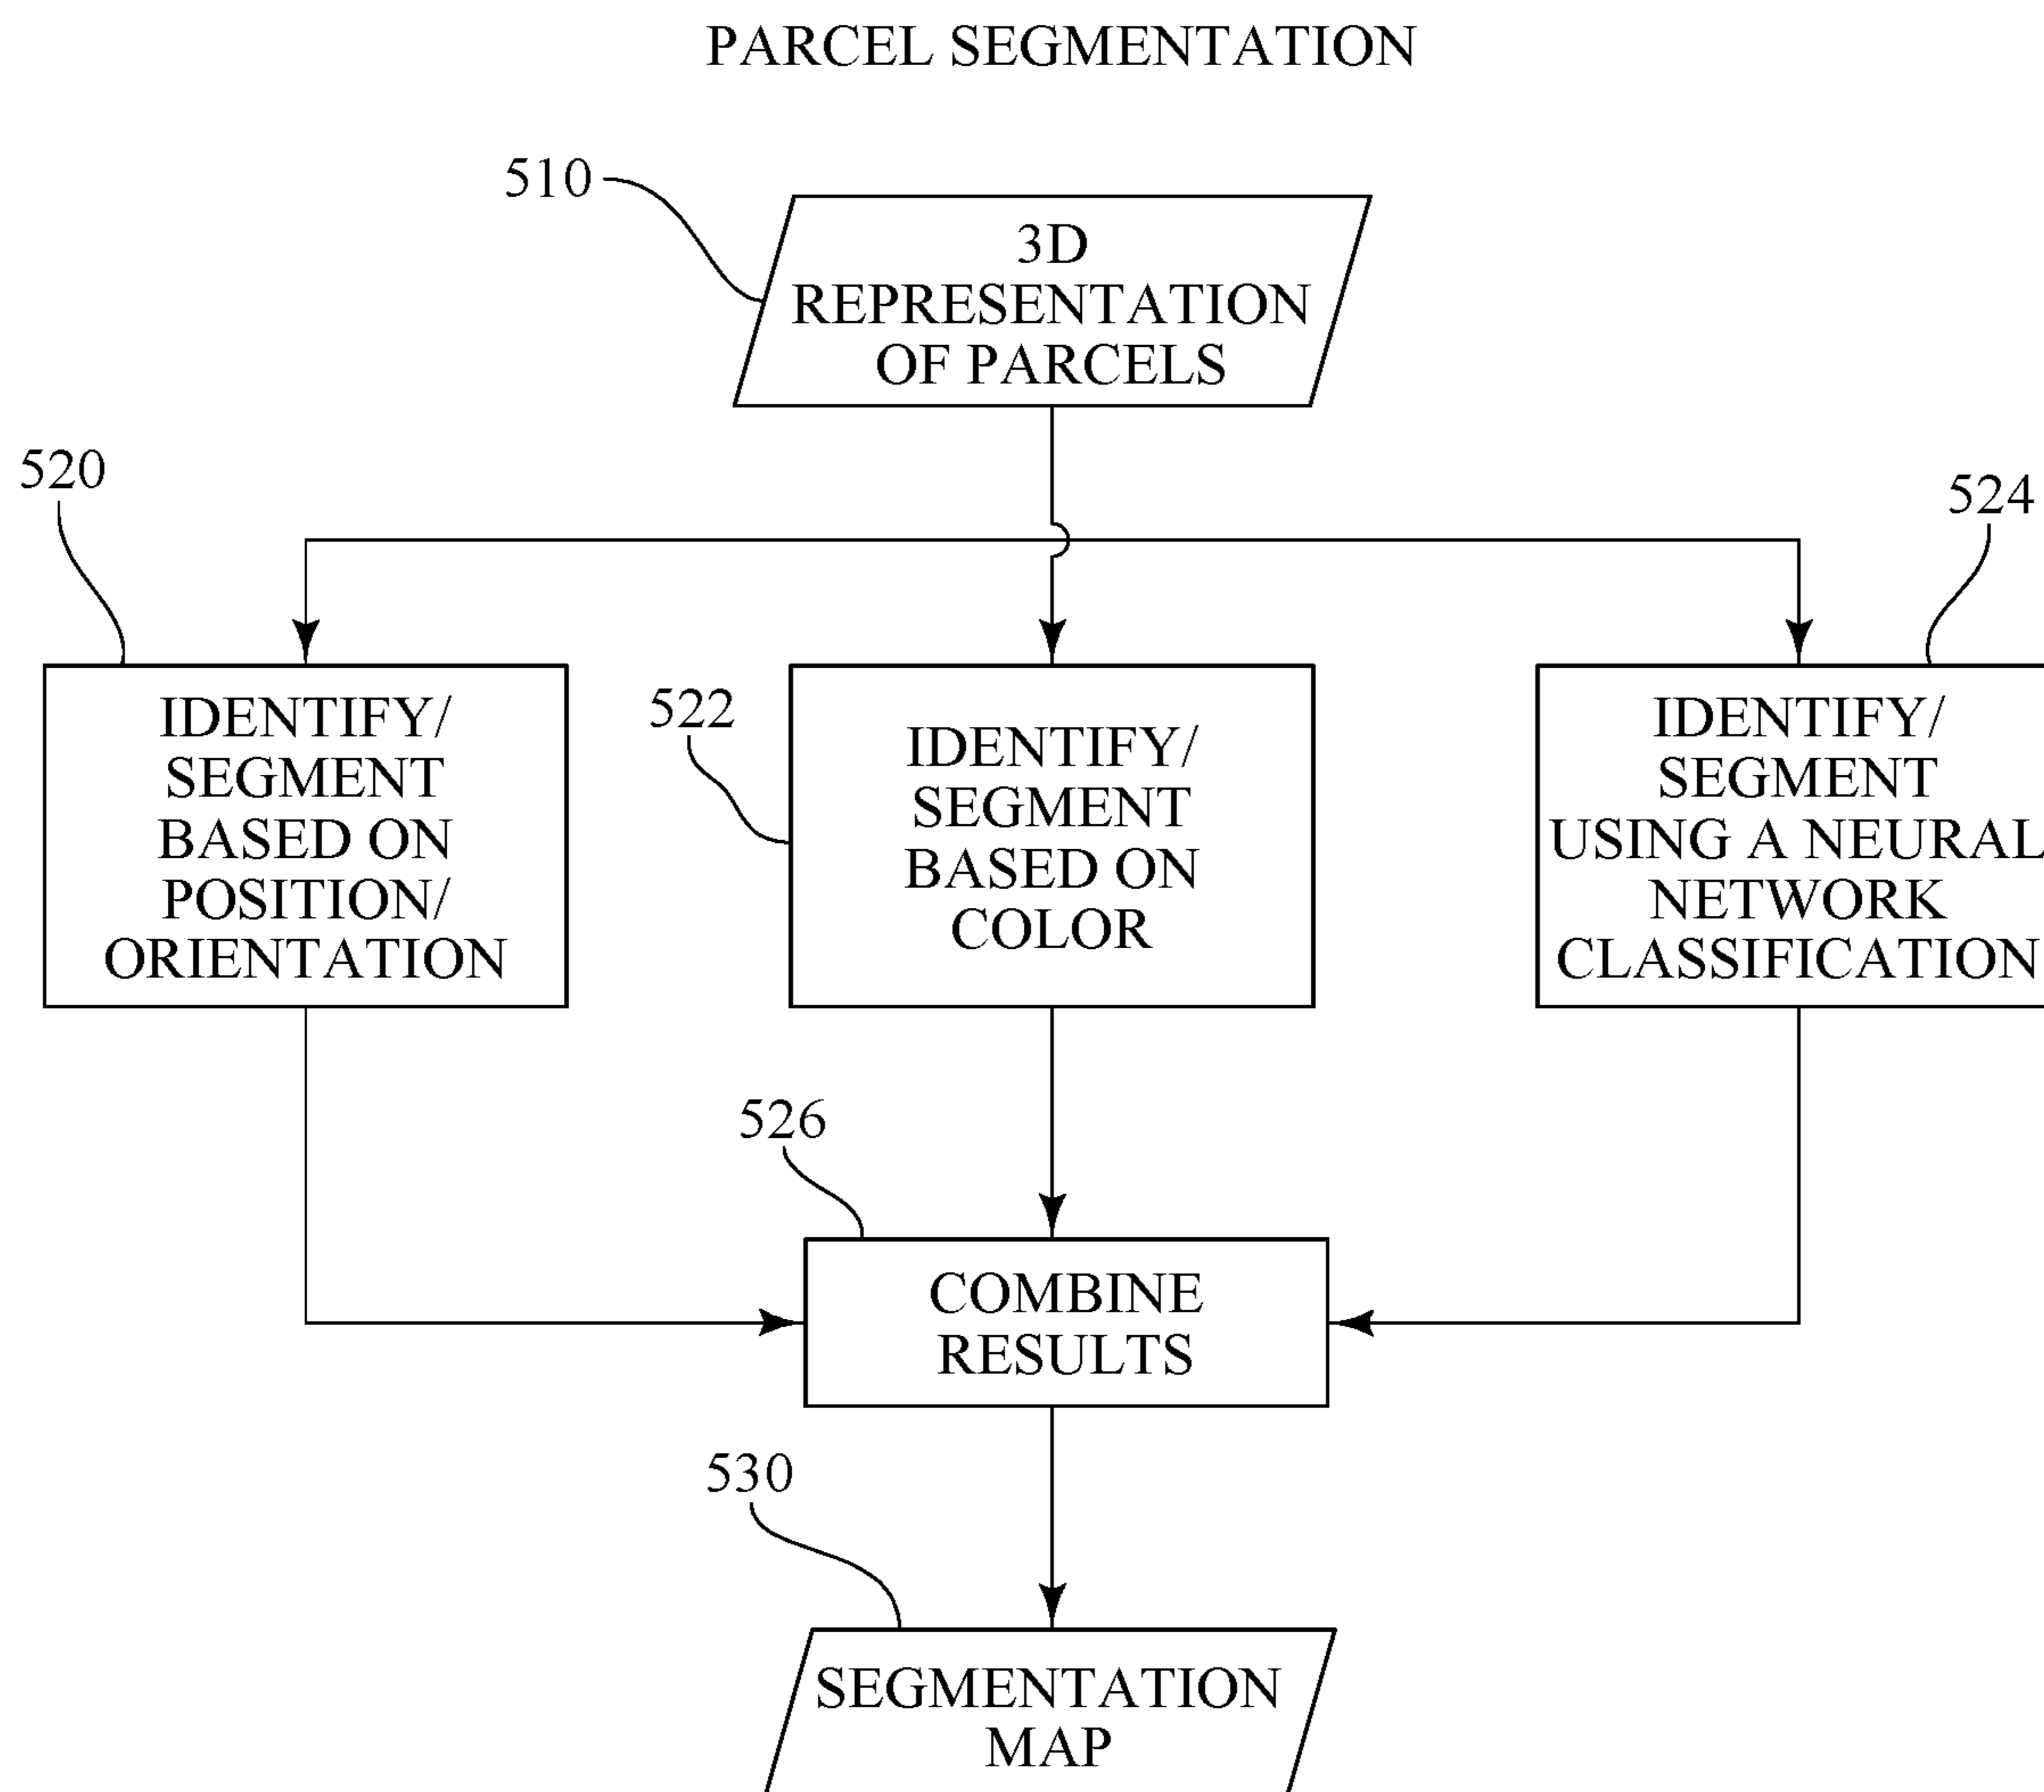 PARCEL SEGMENTATION
510
3D
REPRESENTATION
OF PARCELS
520
524
IDENTIFY/
SEGMENT
BASED ON
POSITION/
ORIENTATION
522
IDENTIFY/
SEGMENT
BASED ON
COLOR
IDENTIFY/
SEGMENT
USING A NEURAL
NETWORK
CLASSIFICATION
526
COMBINE
RESULTS
530
SEGMENTATION
MAP